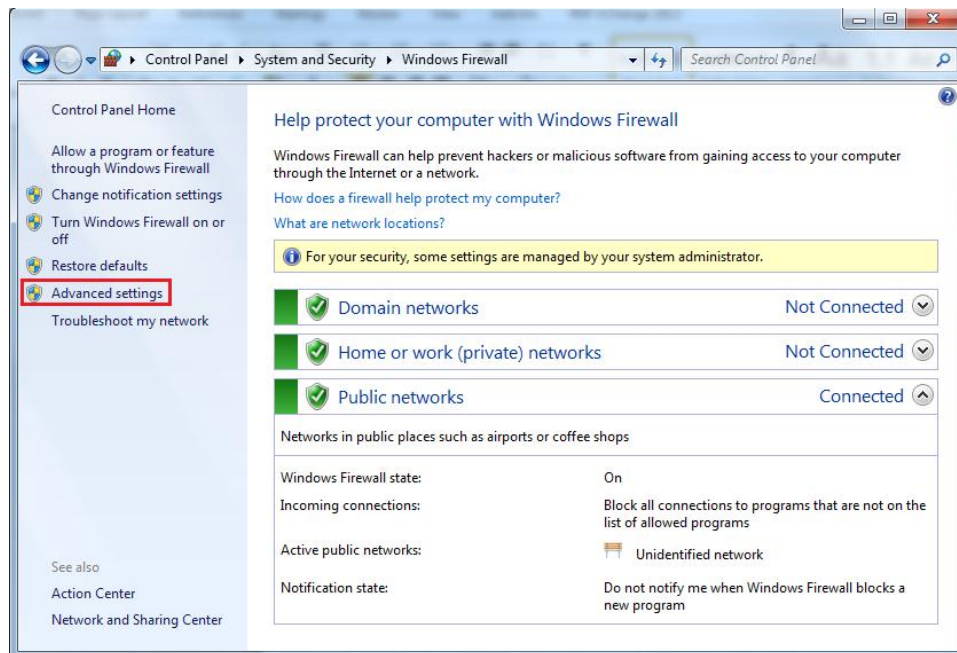 Control Panel ▸ System and Security ▸ Windows Firewall
Search Control Panel
Control Panel Home
Allow a program or feature
through Windows Firewall
Change notification settings
Turn Windows Firewall on or
off
Restore defaults
Advanced settings
Troubleshoot my network
See also
Action Center
Network and Sharing Center
Help protect your computer with Windows Firewall
Windows Firewall can help prevent hackers or malicious software from gaining access to your computer
through the Internet or a network.
How does a firewall help protect my computer?
What are network locations?
For your security, some settings are managed by your system administrator.
Domain networks Not Connected
Home or work (private) networks Not Connected
Public networks Connected
Networks in public places such as airports or coffee shops
Windows Firewall state: On
Incoming connections: Block all connections to programs that are not on the
list of allowed programs
Active public networks: Unidentified network
Notification state: Do not notify me when Windows Firewall blocks a
new program